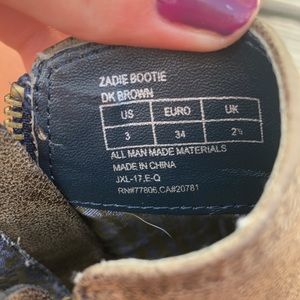 ZADIE BOOTIE
DK BROWN
US EURO UK
3 34 2½
ALL MAN MADE MATERIALS
MADE IN CHINA
JXL-17,E-Q
RN#77806,CA#20781